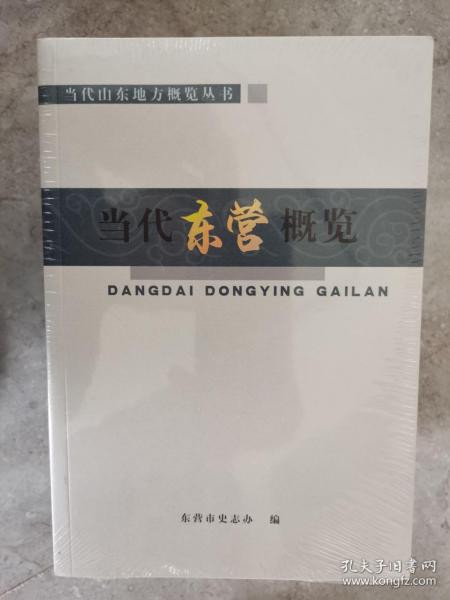 当代山东地方概览丛书
当代东营概览
DANGDAI DONGYING GAILAN
东营市史志办 编
孔夫子旧书网
www.kongfz.com